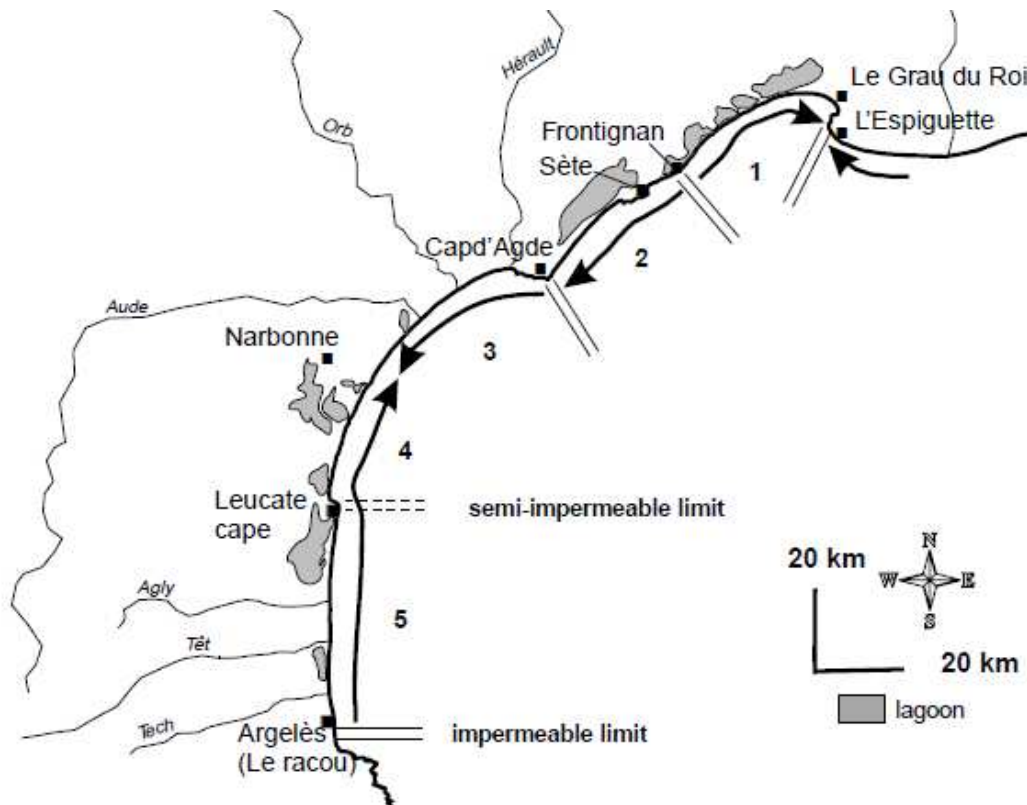 Hérault
Le Grau du Roi
L'Espiguette
Orb
Frontignan
Sète
1
Capd'Agde
2
Aude
Narbonne
3
4
Leucate
cape
semi-impermeable limit
20 km
N
W
E
S
20 km
Agly
5
Têt
lagoon
Tech
Argelès
(Le racou)
impermeable limit